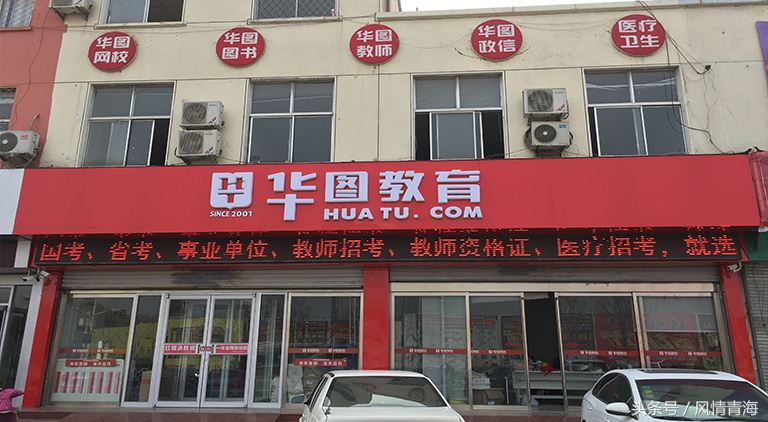 华图
网校
华图
图书
华图
教师
华图
政信
医疗
卫生
华图教育
SINCE 2001
HUATU.COM
国考、省考、事业单位、教师招考、教师资格证、医疗招考，就选
头条号 / 风情青海